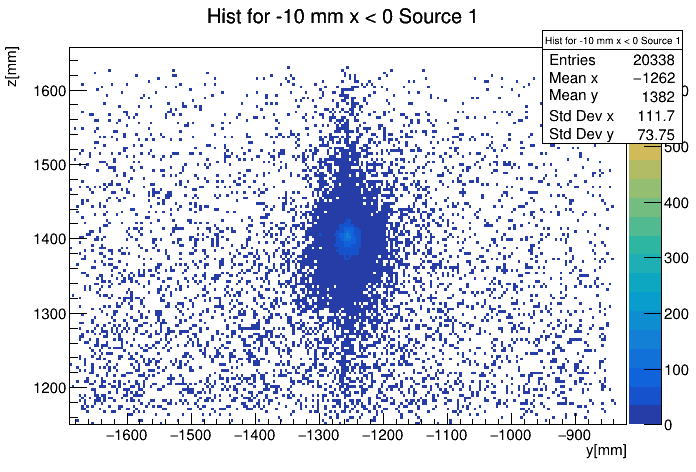 Hist for -10 mm x < 0 Source 1
Hist for -10 mm x < 0 Source 1
Entries 20338
Mean x −1262
Mean y 1382
Std Dev x 111.7
Std Dev y 73.75
z[mm]
1600
1500
1400
1300
1200
−1600 −1500 −1400 −1300 −1200 −1100 −1000 −900
y[mm]
500
400
300
200
100
0